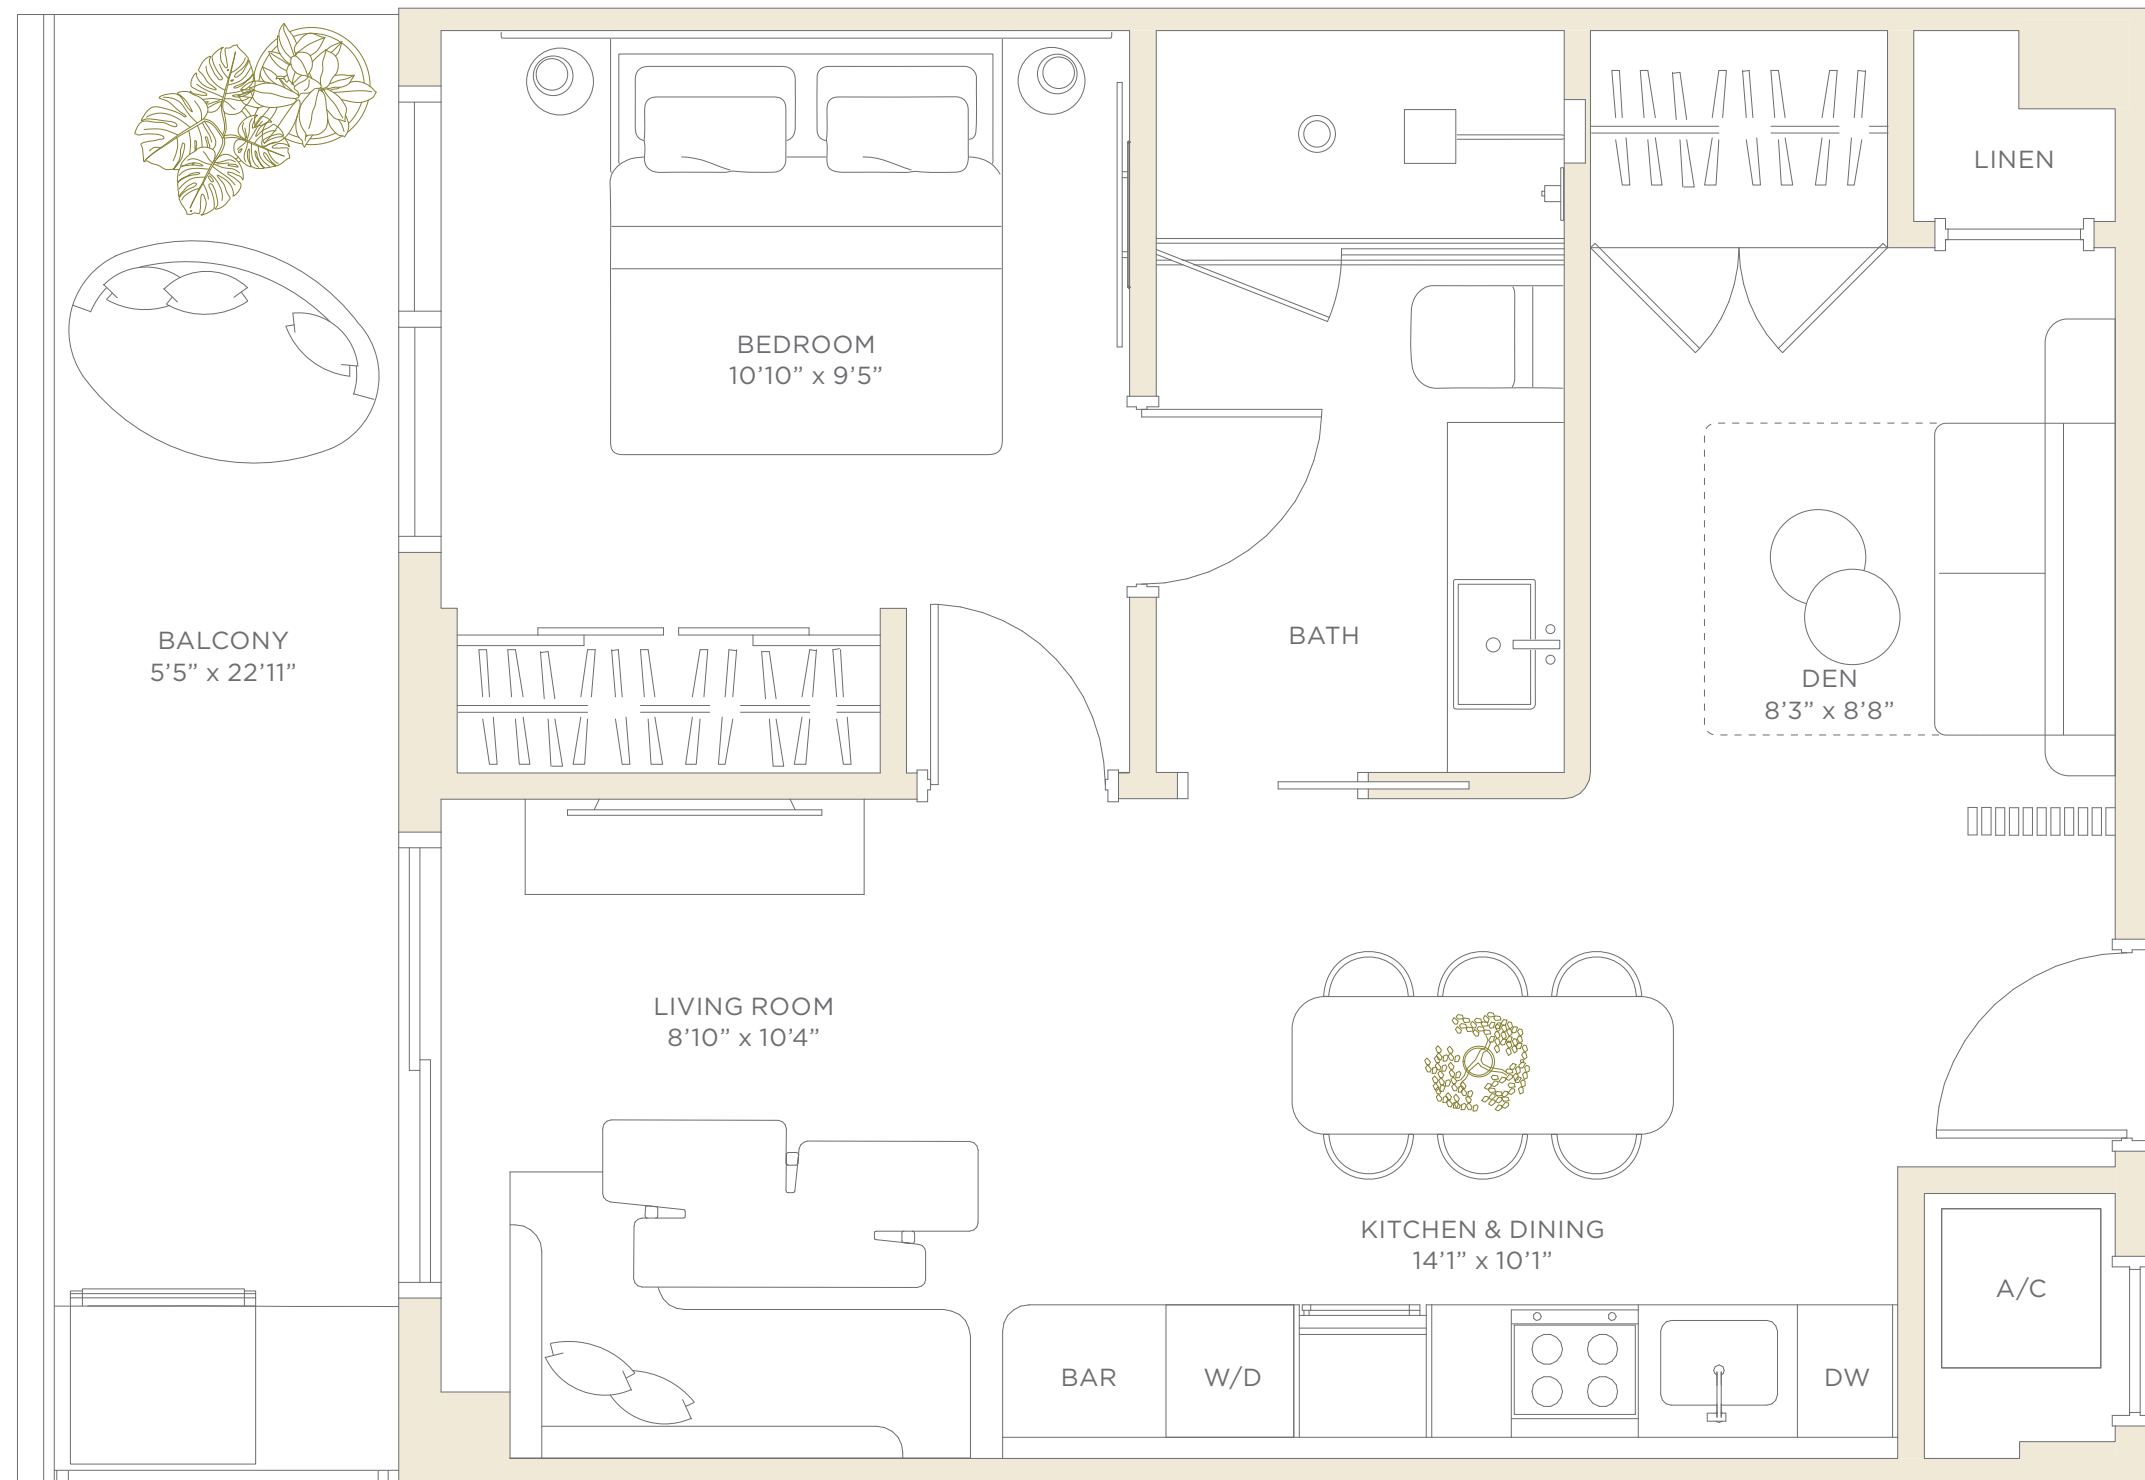 LINEN
BEDROOM
10’10” x 9’5”
BALCONY
5’5” x 22’11”
BATH
DEN
8’3” x 8’8”
LIVING ROOM
8’10” x 10’4”
KITCHEN & DINING
14’1” x 10’1”
A/C
BAR
W/D
DW